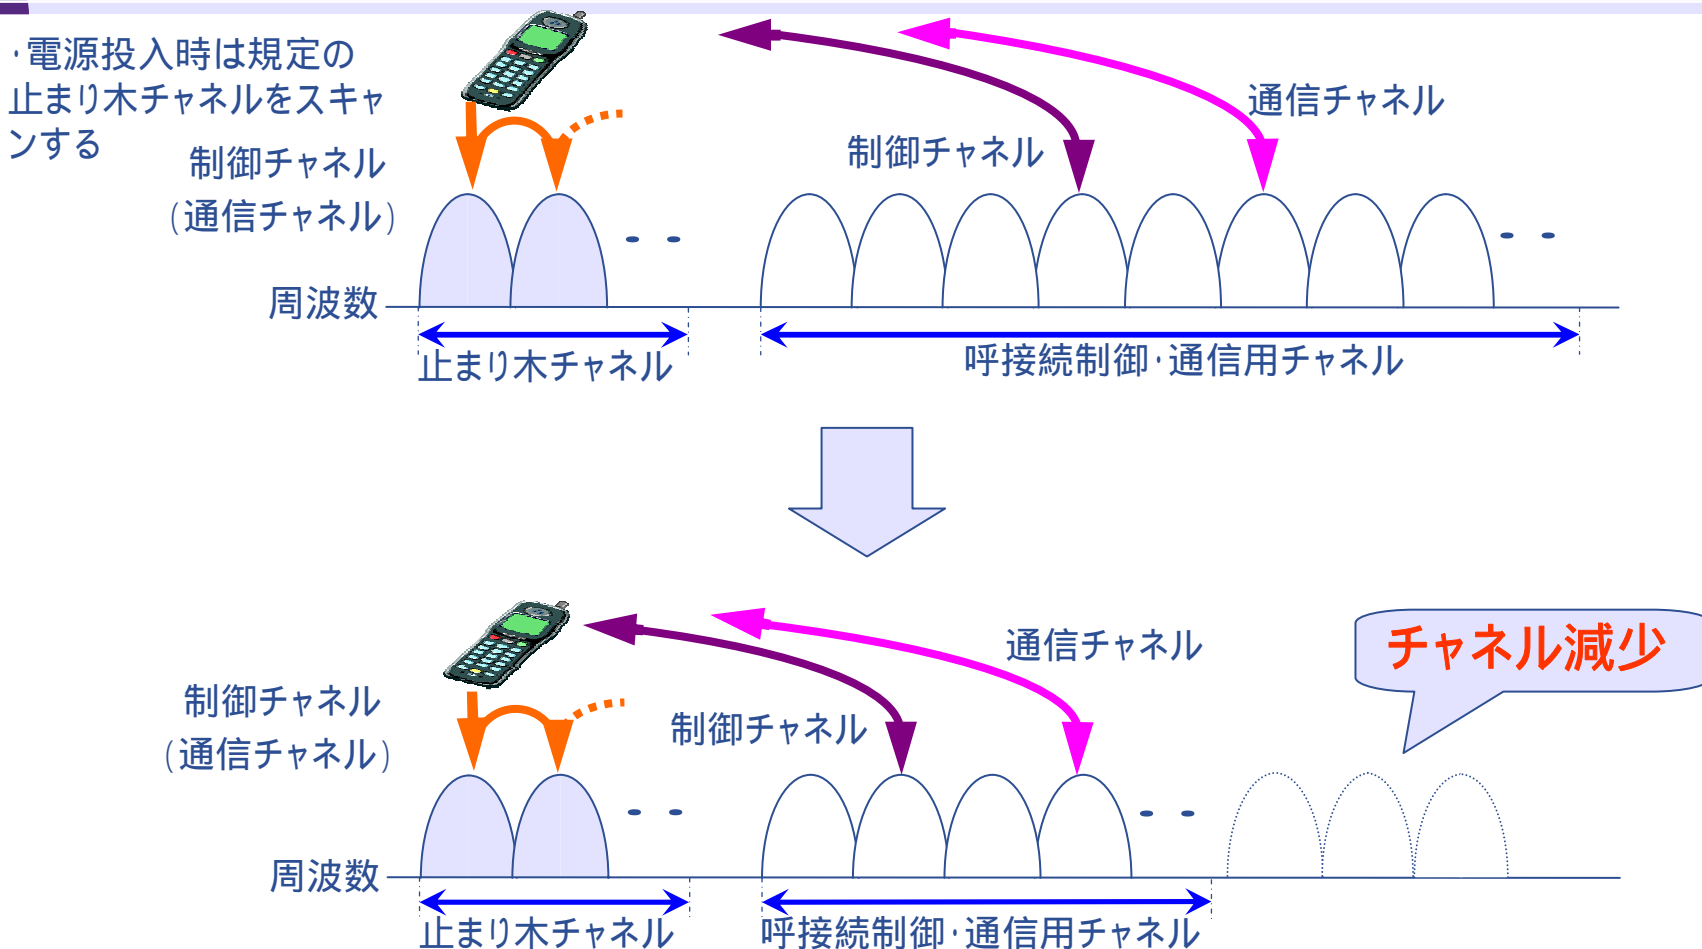 ・電源投入時は規定の
止まり木チャネルをスキャ
ンする
制御チャネル
(通信チャネル)
制御チャネル
通信チャネル
周波数
止まり木チャネル
呼接続制御・通信用チャネル
制御チャネル
(通信チャネル)
制御チャネル
通信チャネル
チャネル減少
周波数
止まり木チャネル
呼接続制御・通信用チャネル